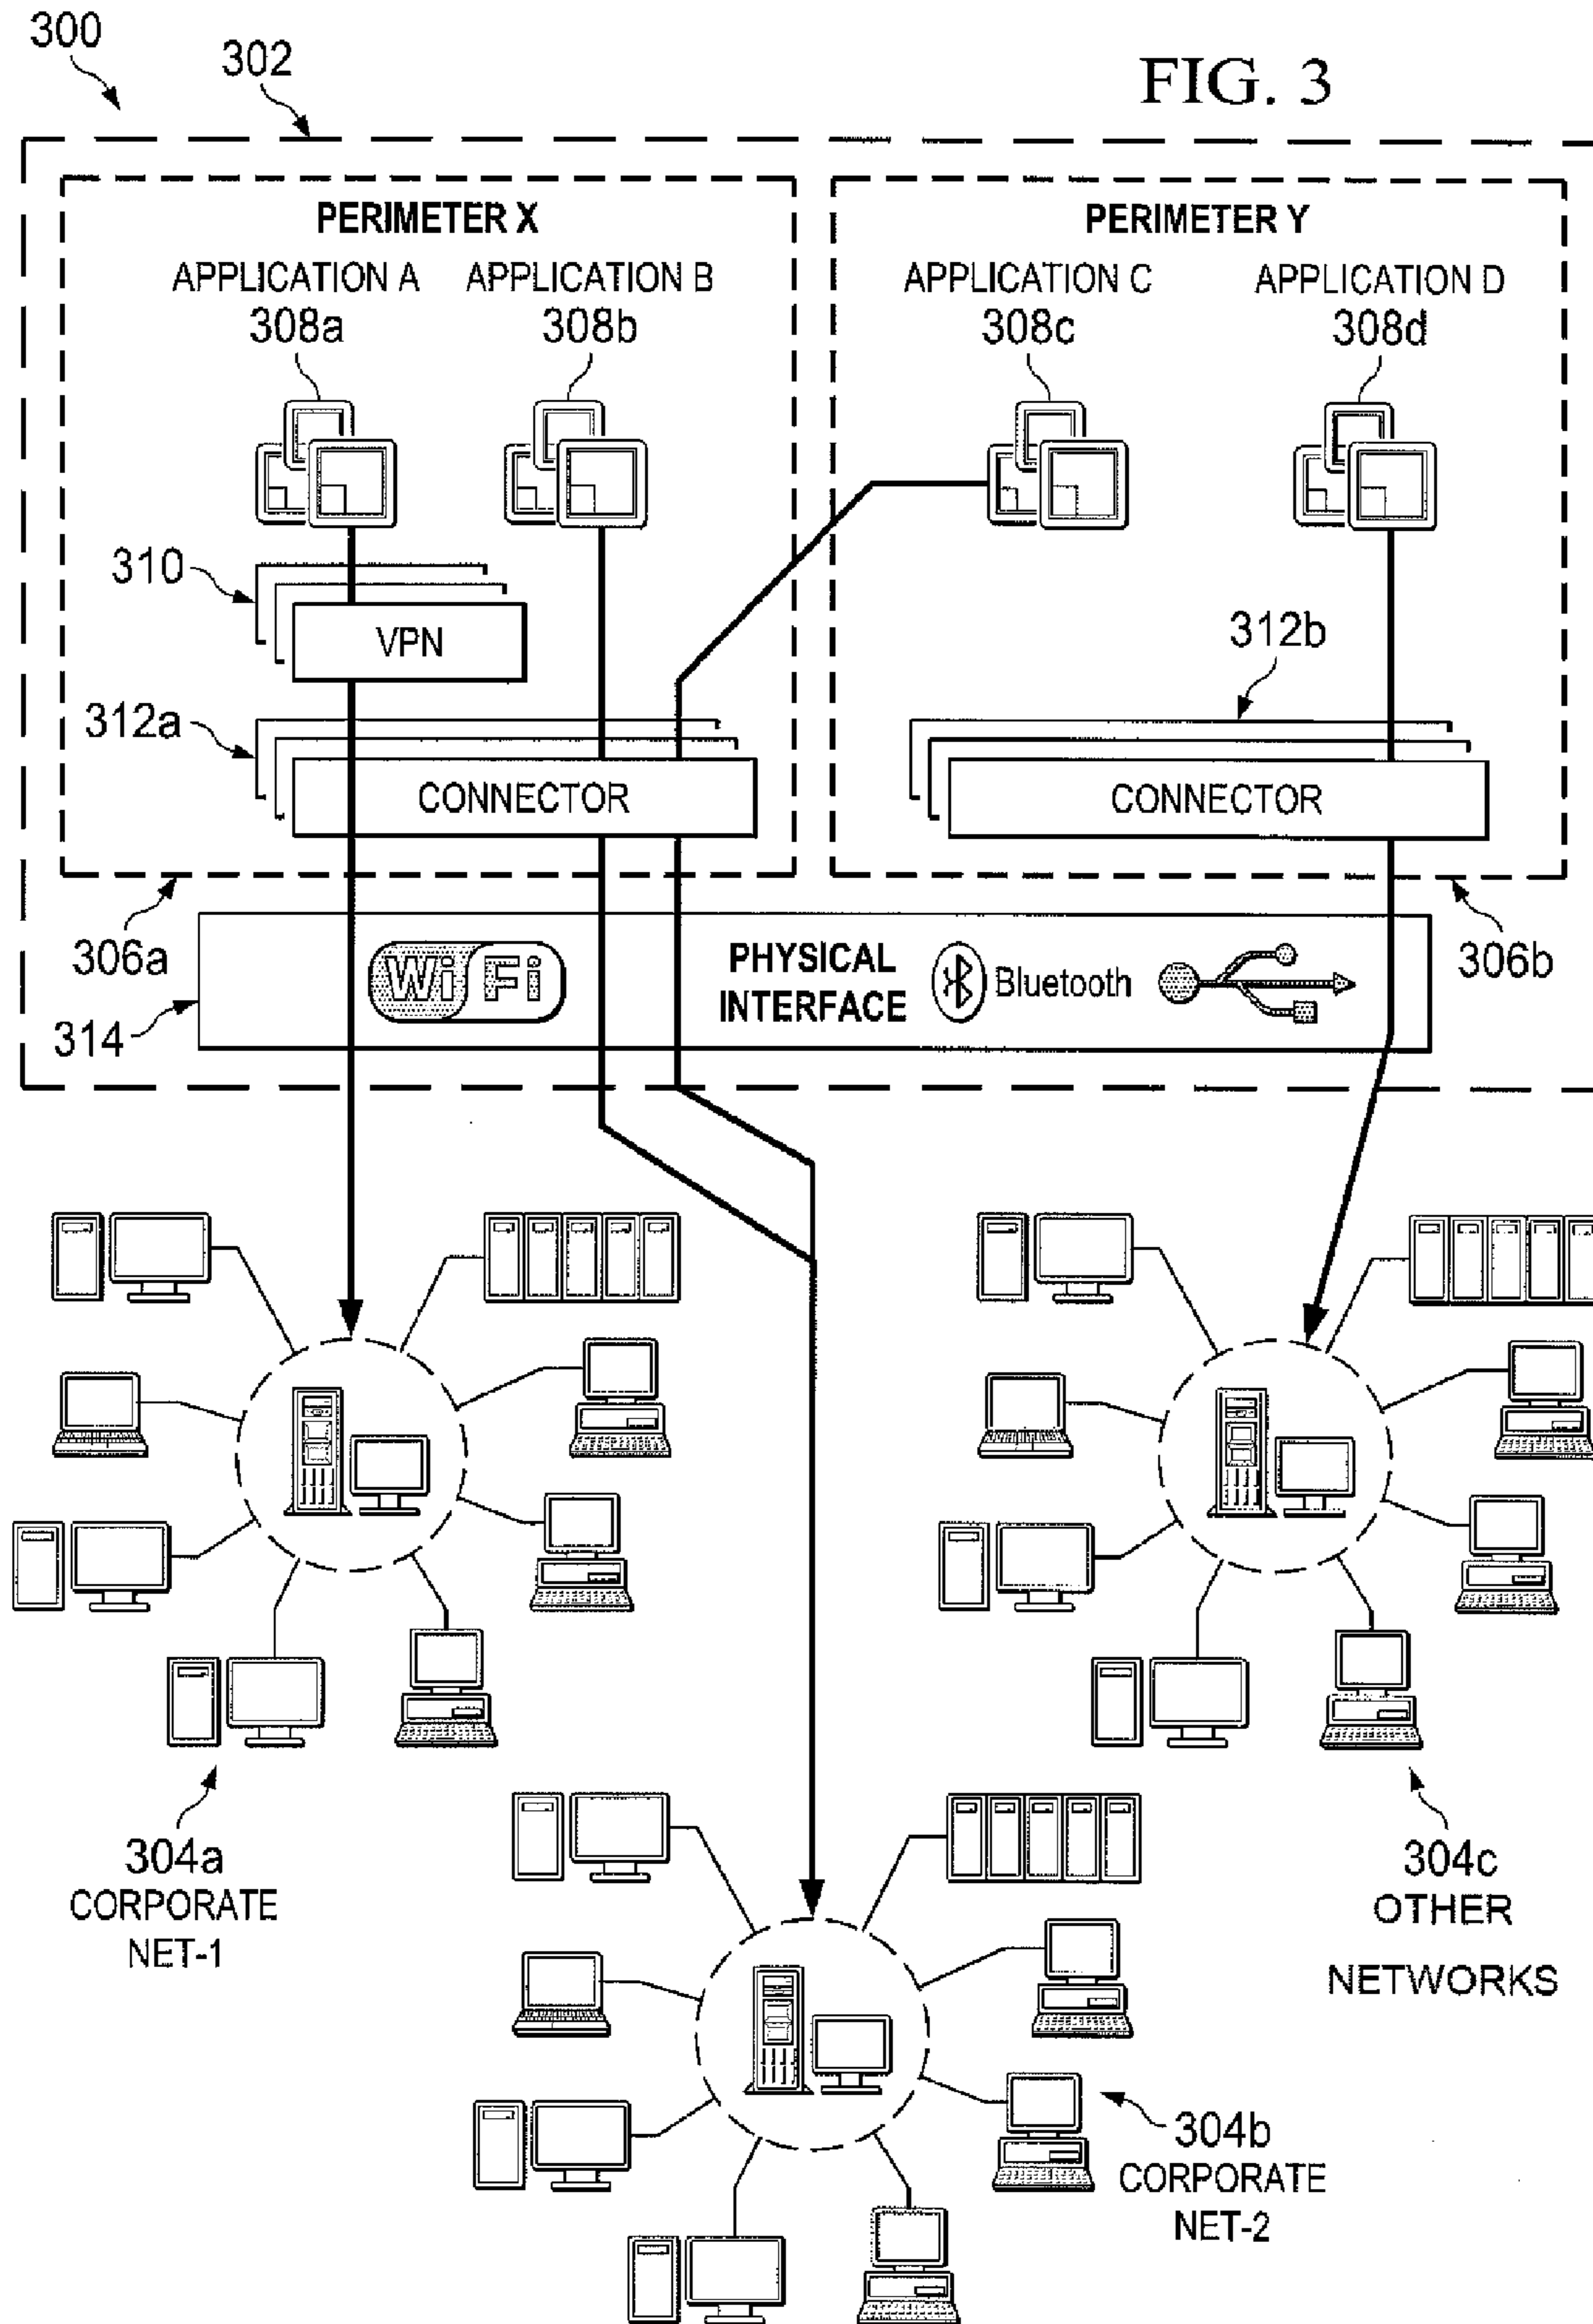 300
302
FIG. 3
PERIMETER X
PERIMETER Y
APPLICATION A
APPLICATION B
APPLICATION C
APPLICATION D
308a
308b
308c
308d
310
VPN
312b
312a
CONNECTOR
CONNECTOR
306a
306b
WiFi
PHYSICAL
INTERFACE
Bluetooth
314
304a
CORPORATE
NET-1
304c
OTHER
NETWORKS
304b
CORPORATE
NET-2